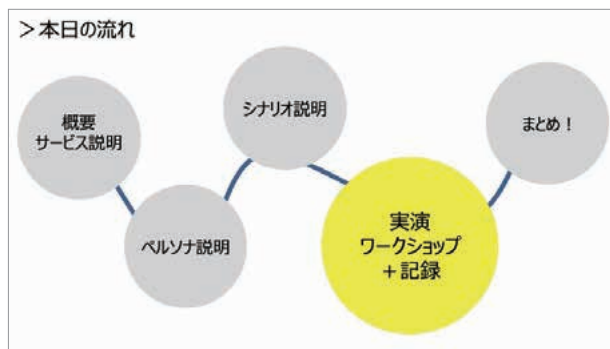 ＞本日の流れ
概要
サービス説明
ペルソナ説明
シナリオ説明
実演
ワークショップ
＋記録
まとめ！